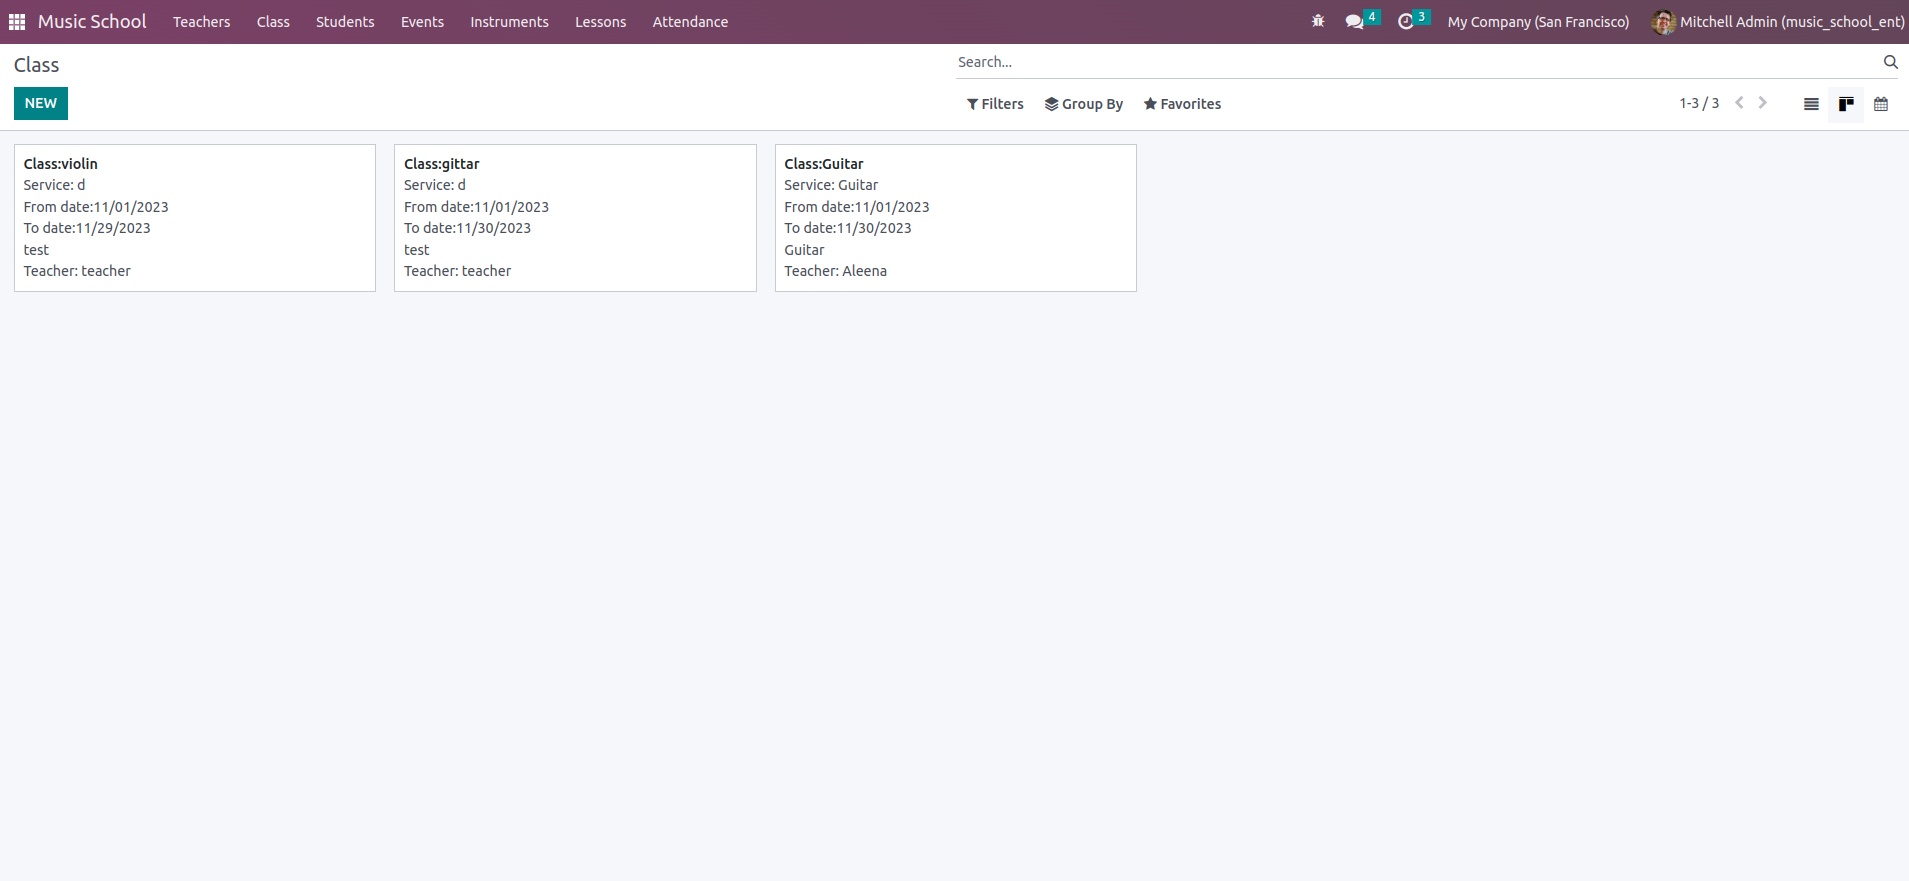 Music School Teachers Class Students Events Instruments Lessons Attendance 4 3 My Company (San Francisco) Mitchell Admin (music_school_ent)
Class Search...
NEW Filters Group By Favorites 1-3 / 3
Class:violin
Service: d
From date:11/01/2023
To date:11/29/2023
test
Teacher: teacher
Class:gittar
Service: d
From date:11/01/2023
To date:11/30/2023
test
Teacher: teacher
Class:Guitar
Service: Guitar
From date:11/01/2023
To date:11/30/2023
Guitar
Teacher: Aleena